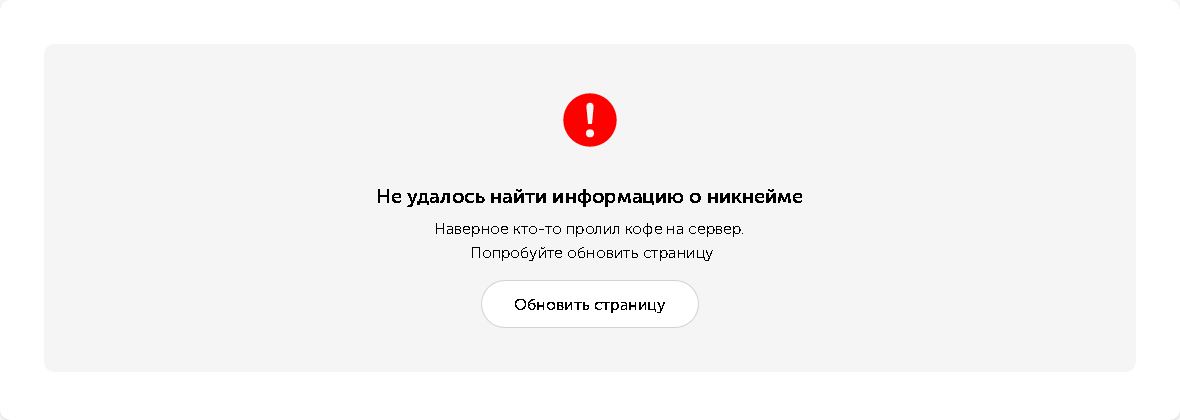 Не удалось найти информацию о никнейме
Наверное кто-то пролил кофе на сервер.
Попробуйте обновить страницу
Обновить страницу